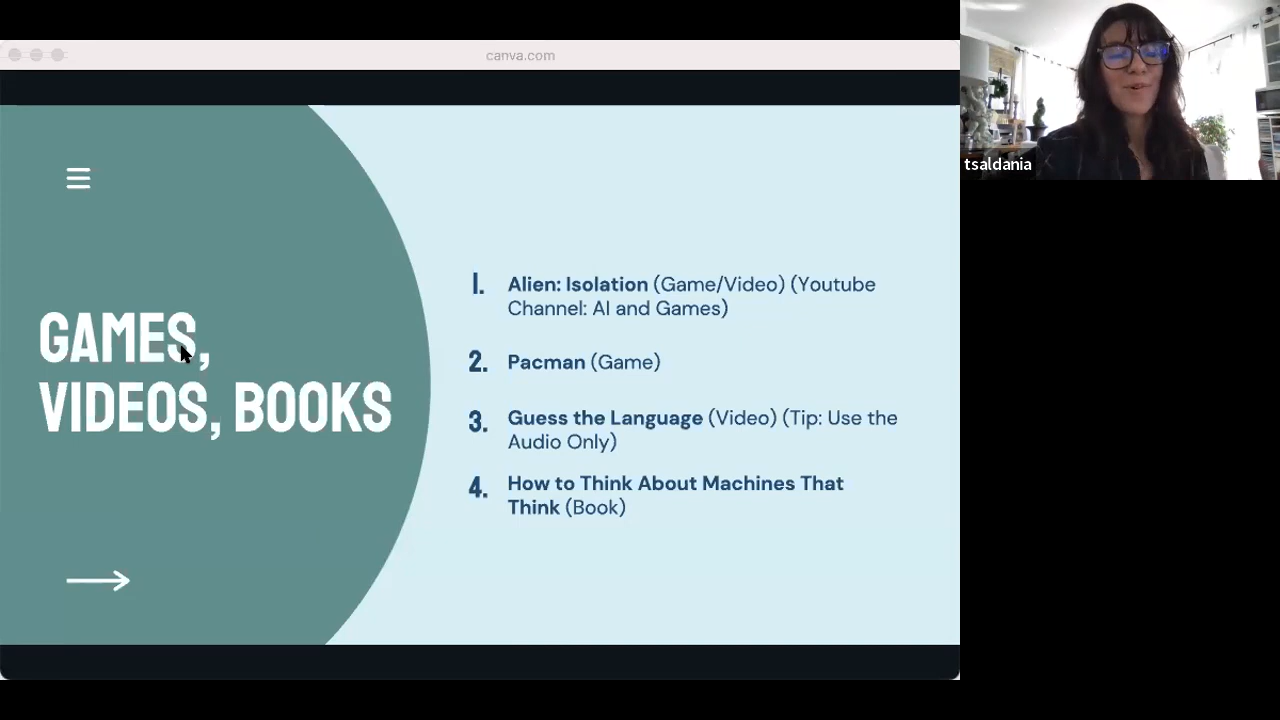 canva.com
tsaldania
GAMES,
VIDEOS, BOOKS
1. Alien: Isolation (Game/Video) (Youtube
Channel: AI and Games)
2. Pacman (Game)
3. Guess the Language (Video) (Tip: Use the
Audio Only)
4. How to Think About Machines That
Think (Book)